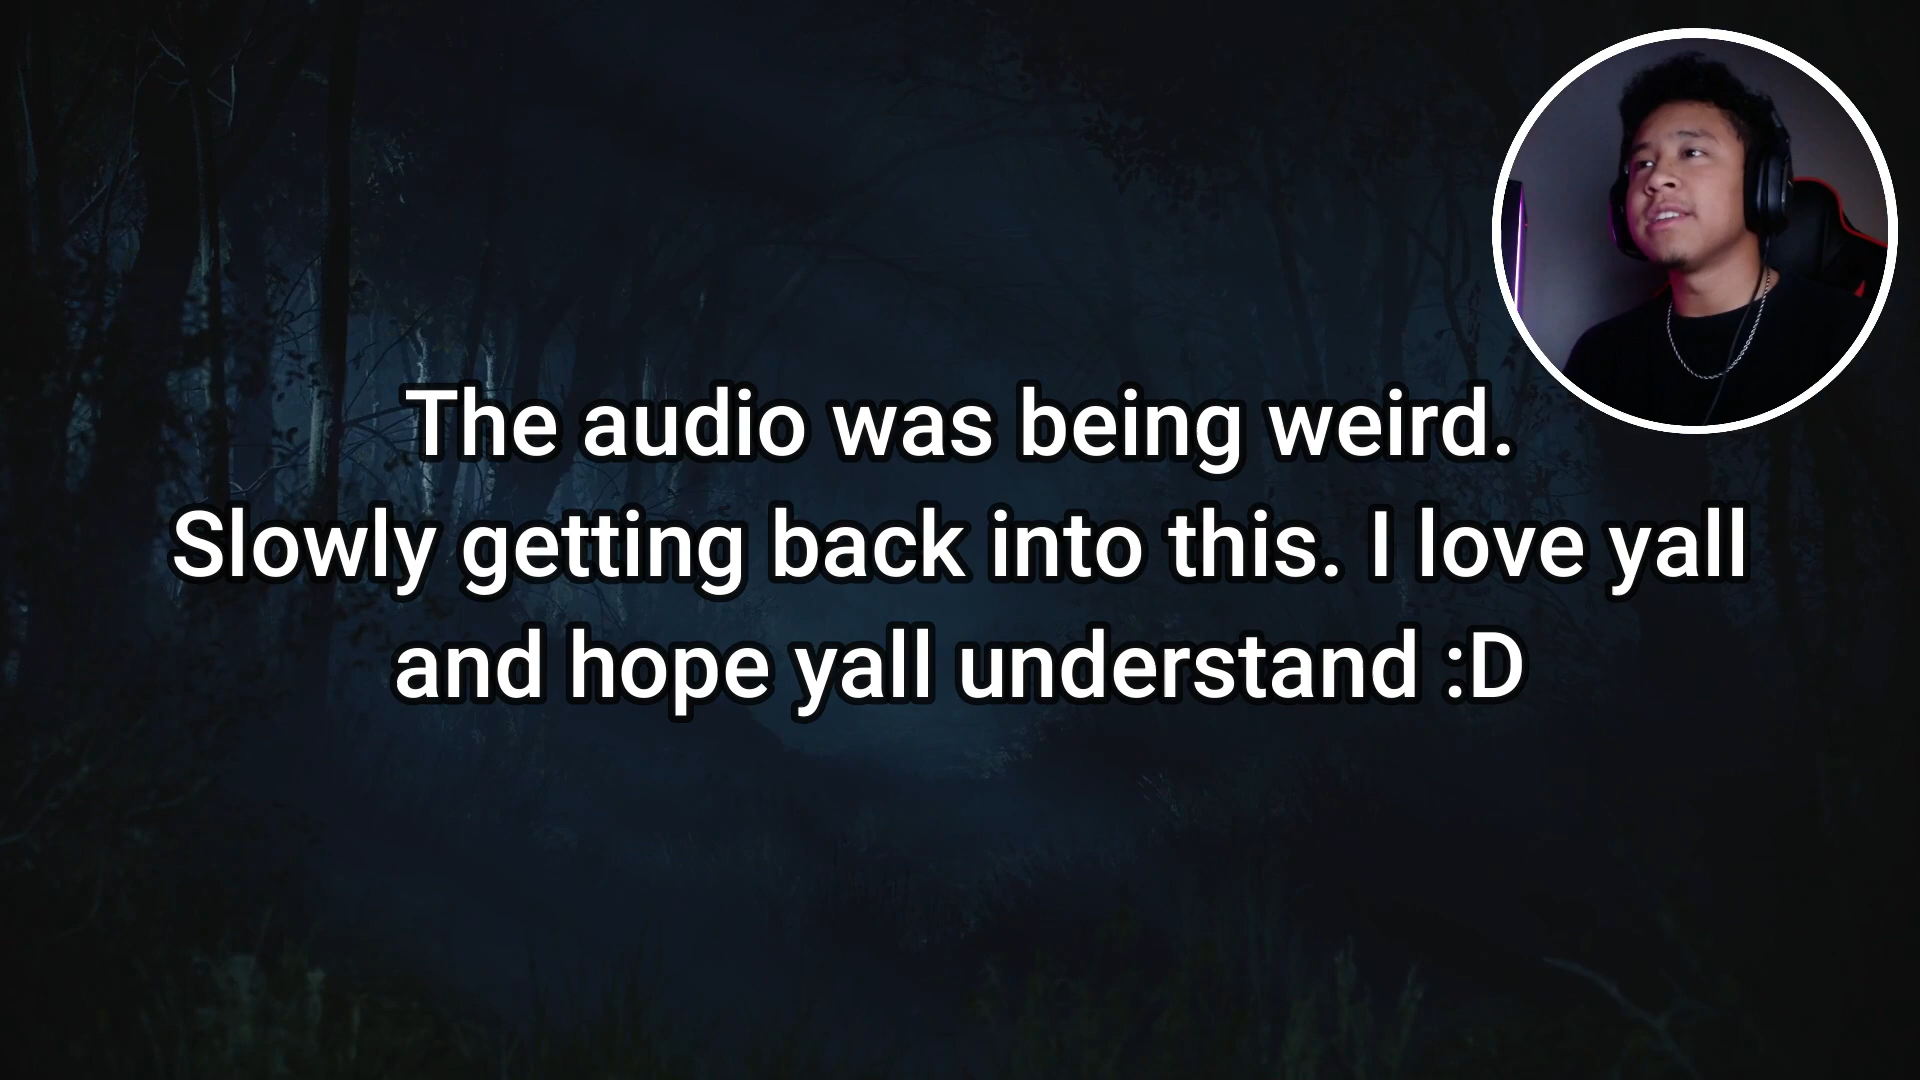 The audio was being weird.
Slowly getting back into this. I love yall
and hope yall understand :D